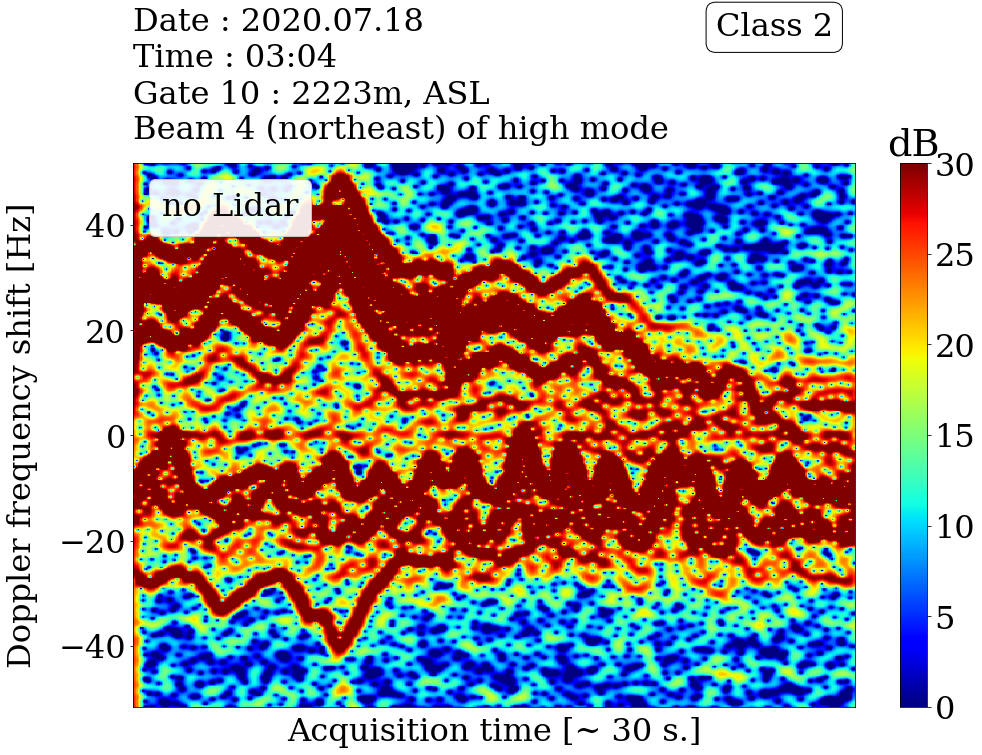 Date : 2020.07.18
Time : 03:04
Gate 10 : 2223m, ASL
Beam 4 (northeast) of high mode
Class 2
dB
no Lidar
Doppler frequency shift [Hz]
40
20
0
−20
−40
30
25
20
15
10
5
0
Acquisition time [~ 30 s.]